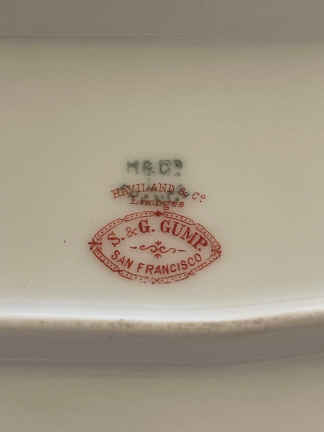 H & Cº
HAVILAND & Cº
Limoges
S. & G. GUMP
SAN FRANCISCO